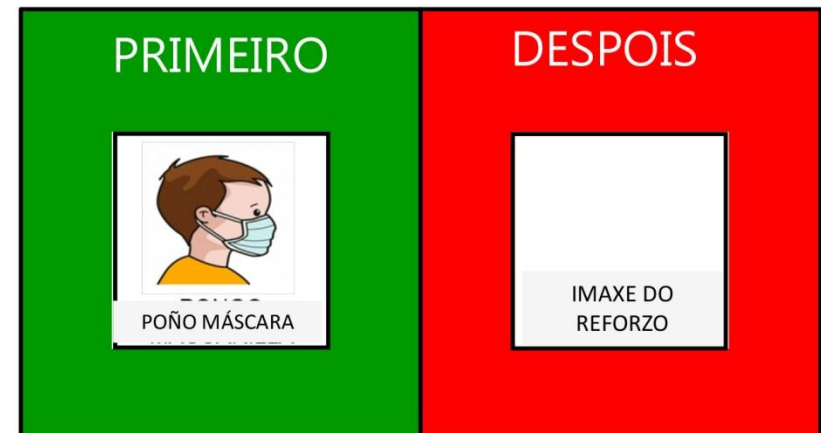 PRIMEIRO
DESPOIS
POÑO MÁSCARA
IMAXE DO
REFORZO